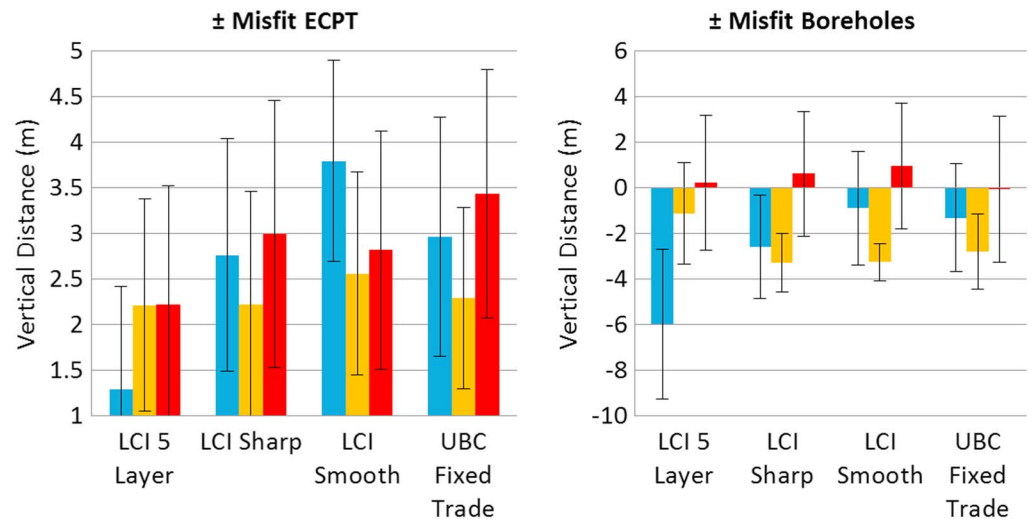 ± Misfit ECPT
Vertical Distance (m)
5
4.5
4
3.5
3
2.5
2
1.5
1
LCI 5
Layer
LCI Sharp
LCI
Smooth
UBC
Fixed
Trade
± Misfit Boreholes
Vertical Distance (m)
6
4
2
0
-2
-4
-6
-8
-10
LCI 5
Layer
LCI
Sharp
LCI
Smooth
UBC
Fixed
Trade